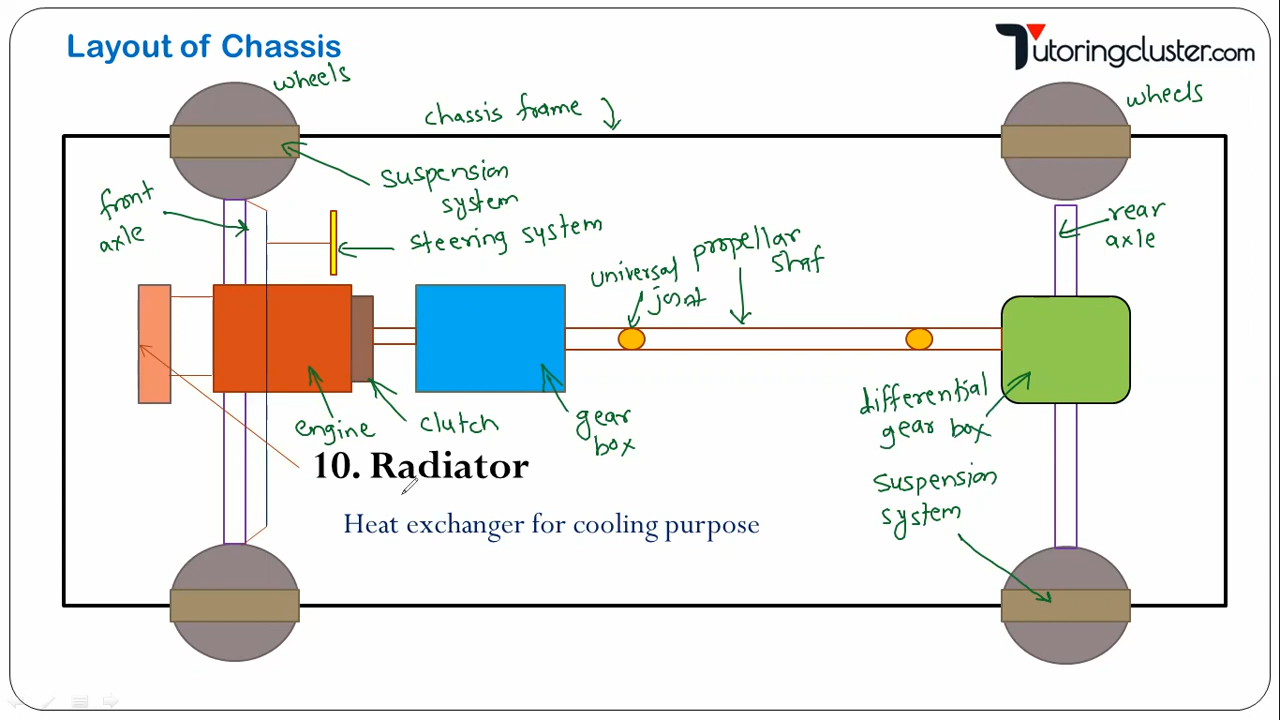 Layout of Chassis
Tutoringcluster.com
wheels
wheels
chassis frame
suspension
system
front
axle
steering system
universal
joint
propellar
shaf
rear
axle
engine
clutch
gear
box
differential
gear box
10. Radiator
Heat exchanger for cooling purpose
suspension
system